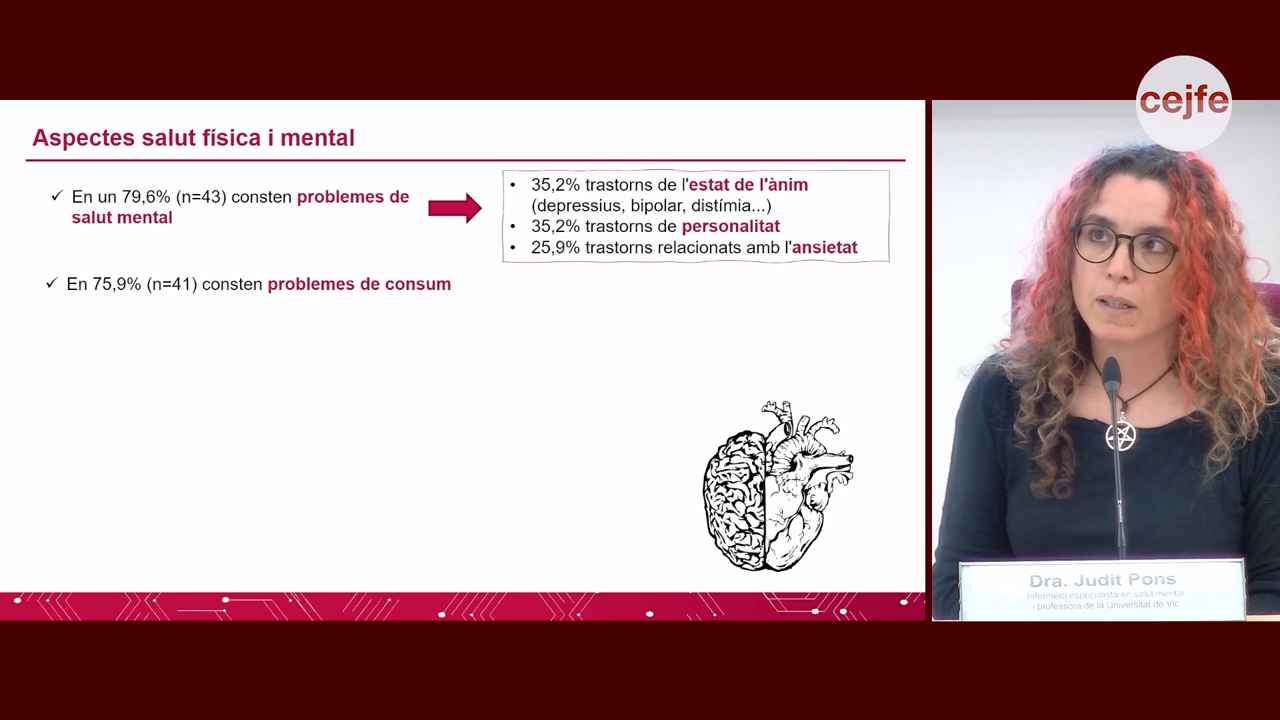 cejfe
Aspectes salut física i mental
✓ En un 79,6% (n=43) consten problemes de
salut mental
• 35,2% trastorns de l'estat de l'ànim
(depressius, bipolar, distímia...)
• 35,2% trastorns de personalitat
• 25,9% trastorns relacionats amb l'ansietat
✓ En 75,9% (n=41) consten problemes de consum
Dra. Judit Pons
Infermera especialista en salut mental
i professora de la Universitat de Vic